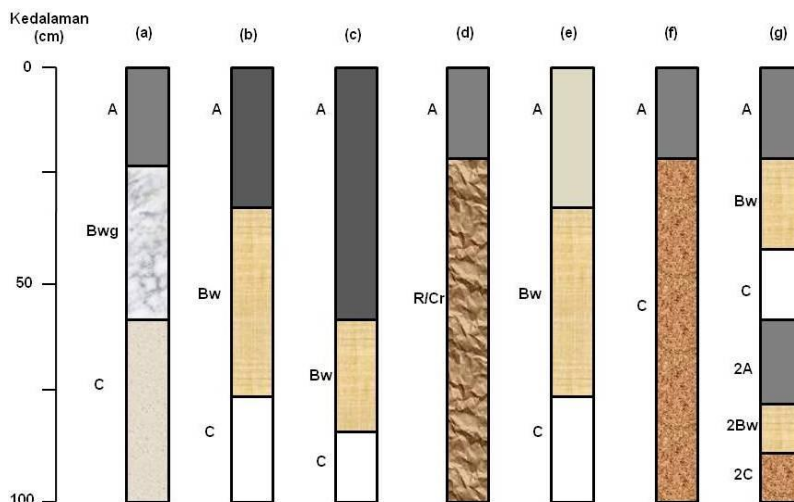 Kedalaman
(cm)
(a)
(b)
(c)
(d)
(e)
(f)
(g)
0
A
A
A
A
A
A
A
Bwg
Bw
50
Bw
R/Cr
Bw
C
C
2A
C
Bw
2Bw
C
C
C
2C
100